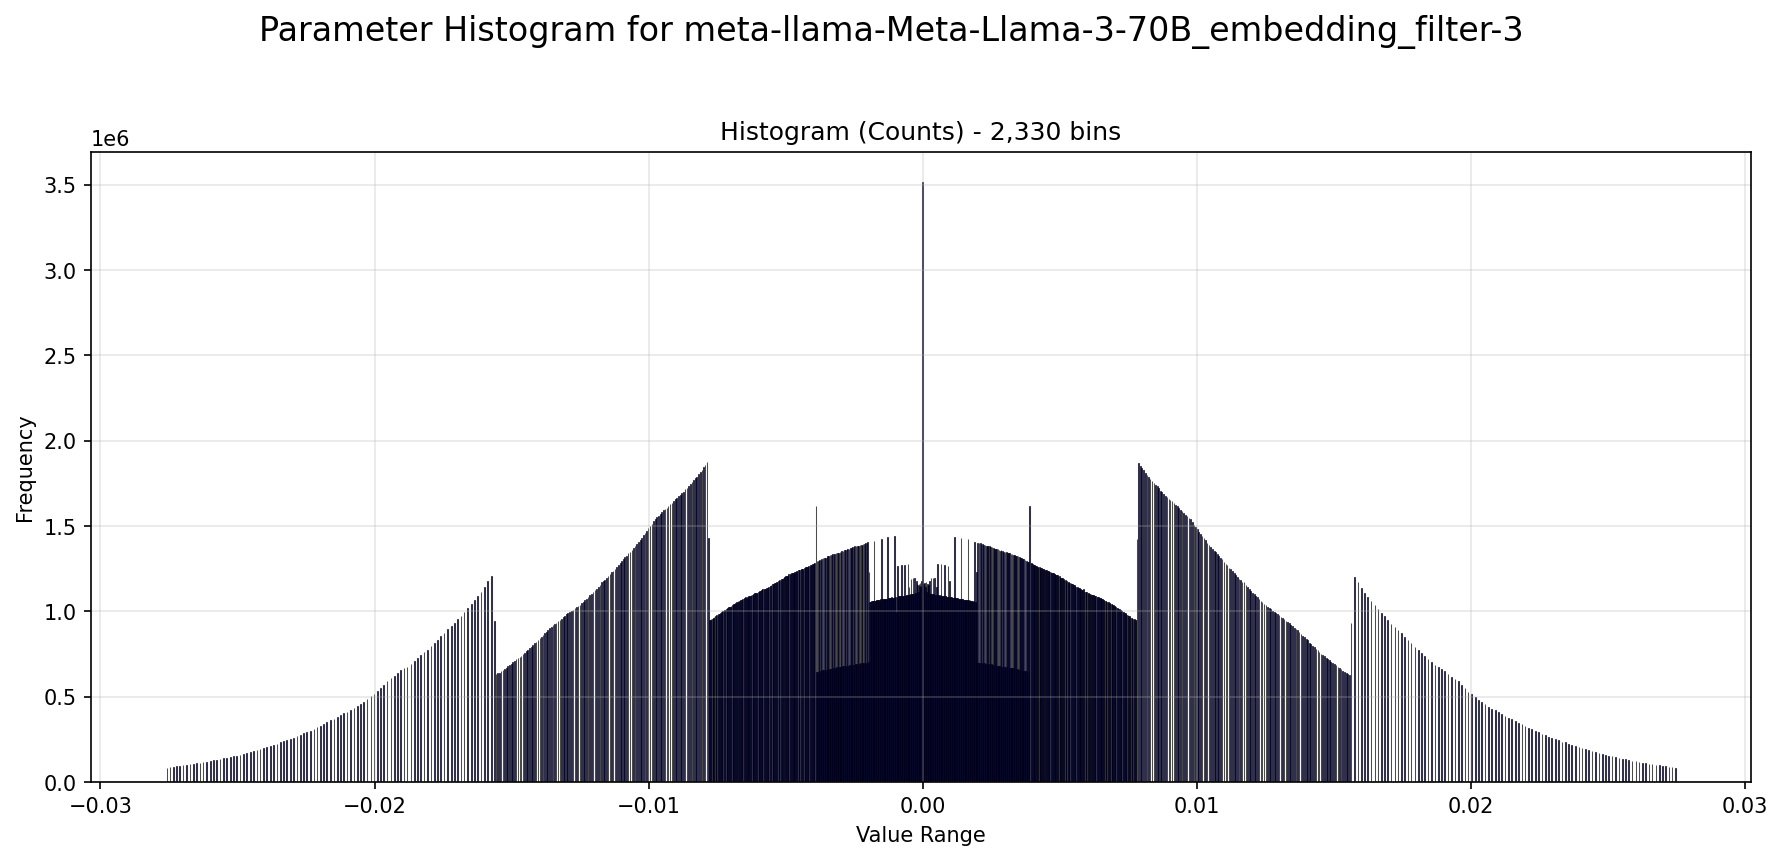 Parameter Histogram for meta-llama-Meta-Llama-3-70B_embedding_filter-3
Histogram (Counts) - 2,330 bins
1e6
3.5
3.0
2.5
2.0
1.5
1.0
0.5
0.0
Frequency
−0.03 −0.02 −0.01 0.00 0.01 0.02 0.03
Value Range